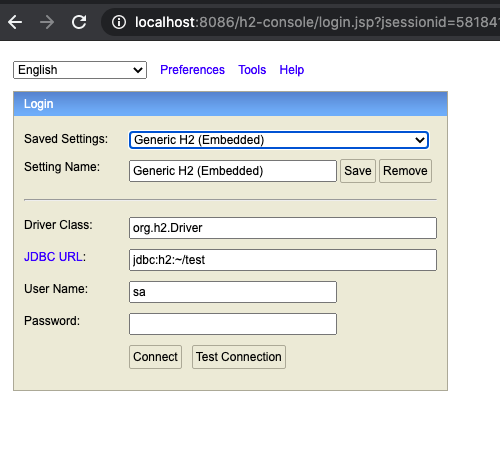 localhost:8086/h2-console/login.jsp?jsessionid=58184
English Preferences Tools Help
Login
Saved Settings: Generic H2 (Embedded)
Setting Name: Generic H2 (Embedded) Save Remove
Driver Class: org.h2.Driver
JDBC URL: jdbc:h2:~/test
User Name: sa
Password:
Connect Test Connection